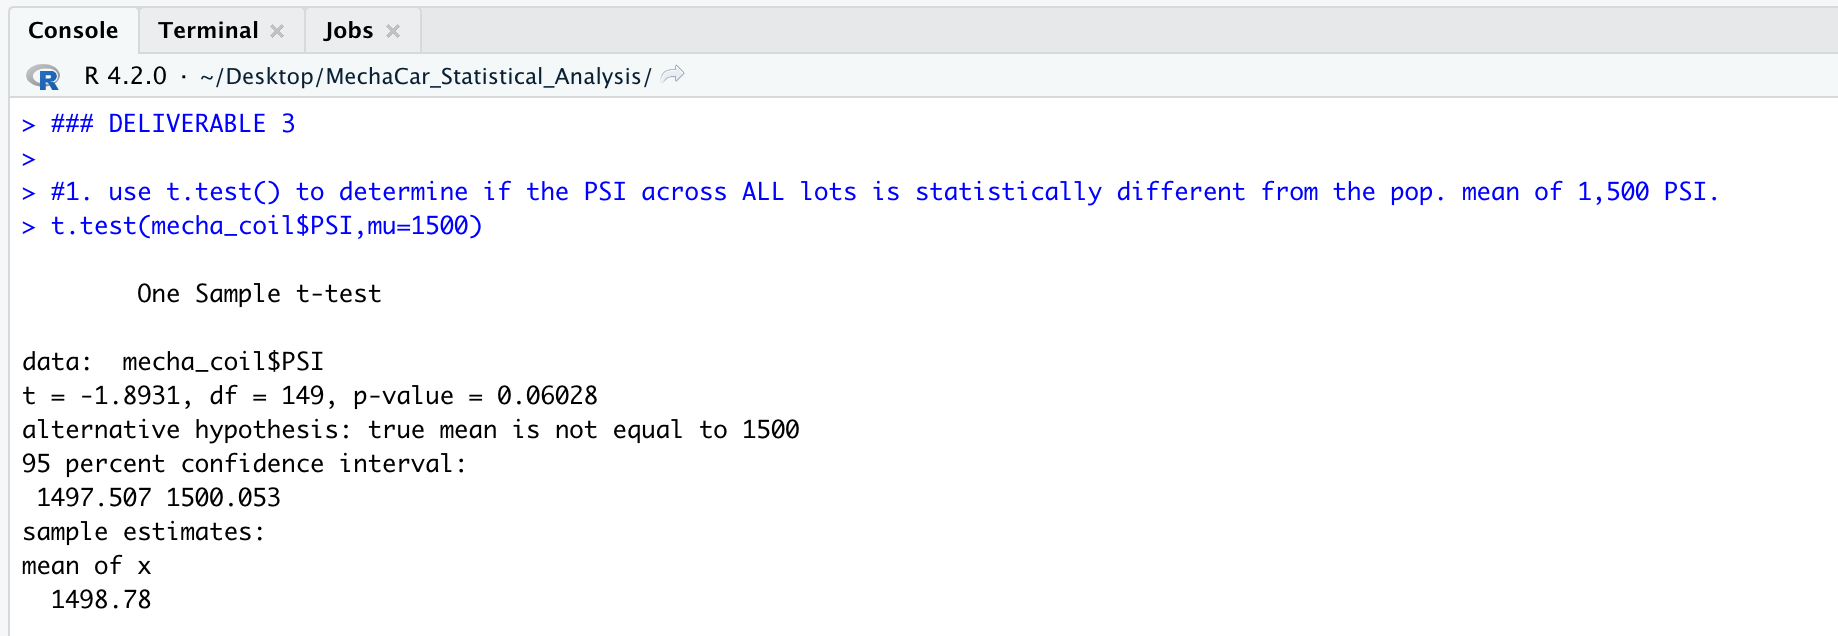 Console Terminal × Jobs ×
R R 4.2.0 · ~/Desktop/MechaCar_Statistical_Analysis/
> ### DELIVERABLE 3
>
> #1. use t.test() to determine if the PSI across ALL lots is statistically different from the pop. mean of 1,500 PSI.
> t.test(mecha_coil$PSI,mu=1500)
One Sample t-test
data:  mecha_coil$PSI
t = -1.8931, df = 149, p-value = 0.06028
alternative hypothesis: true mean is not equal to 1500
95 percent confidence interval:
 1497.507 1500.053
sample estimates:
mean of x
  1498.78